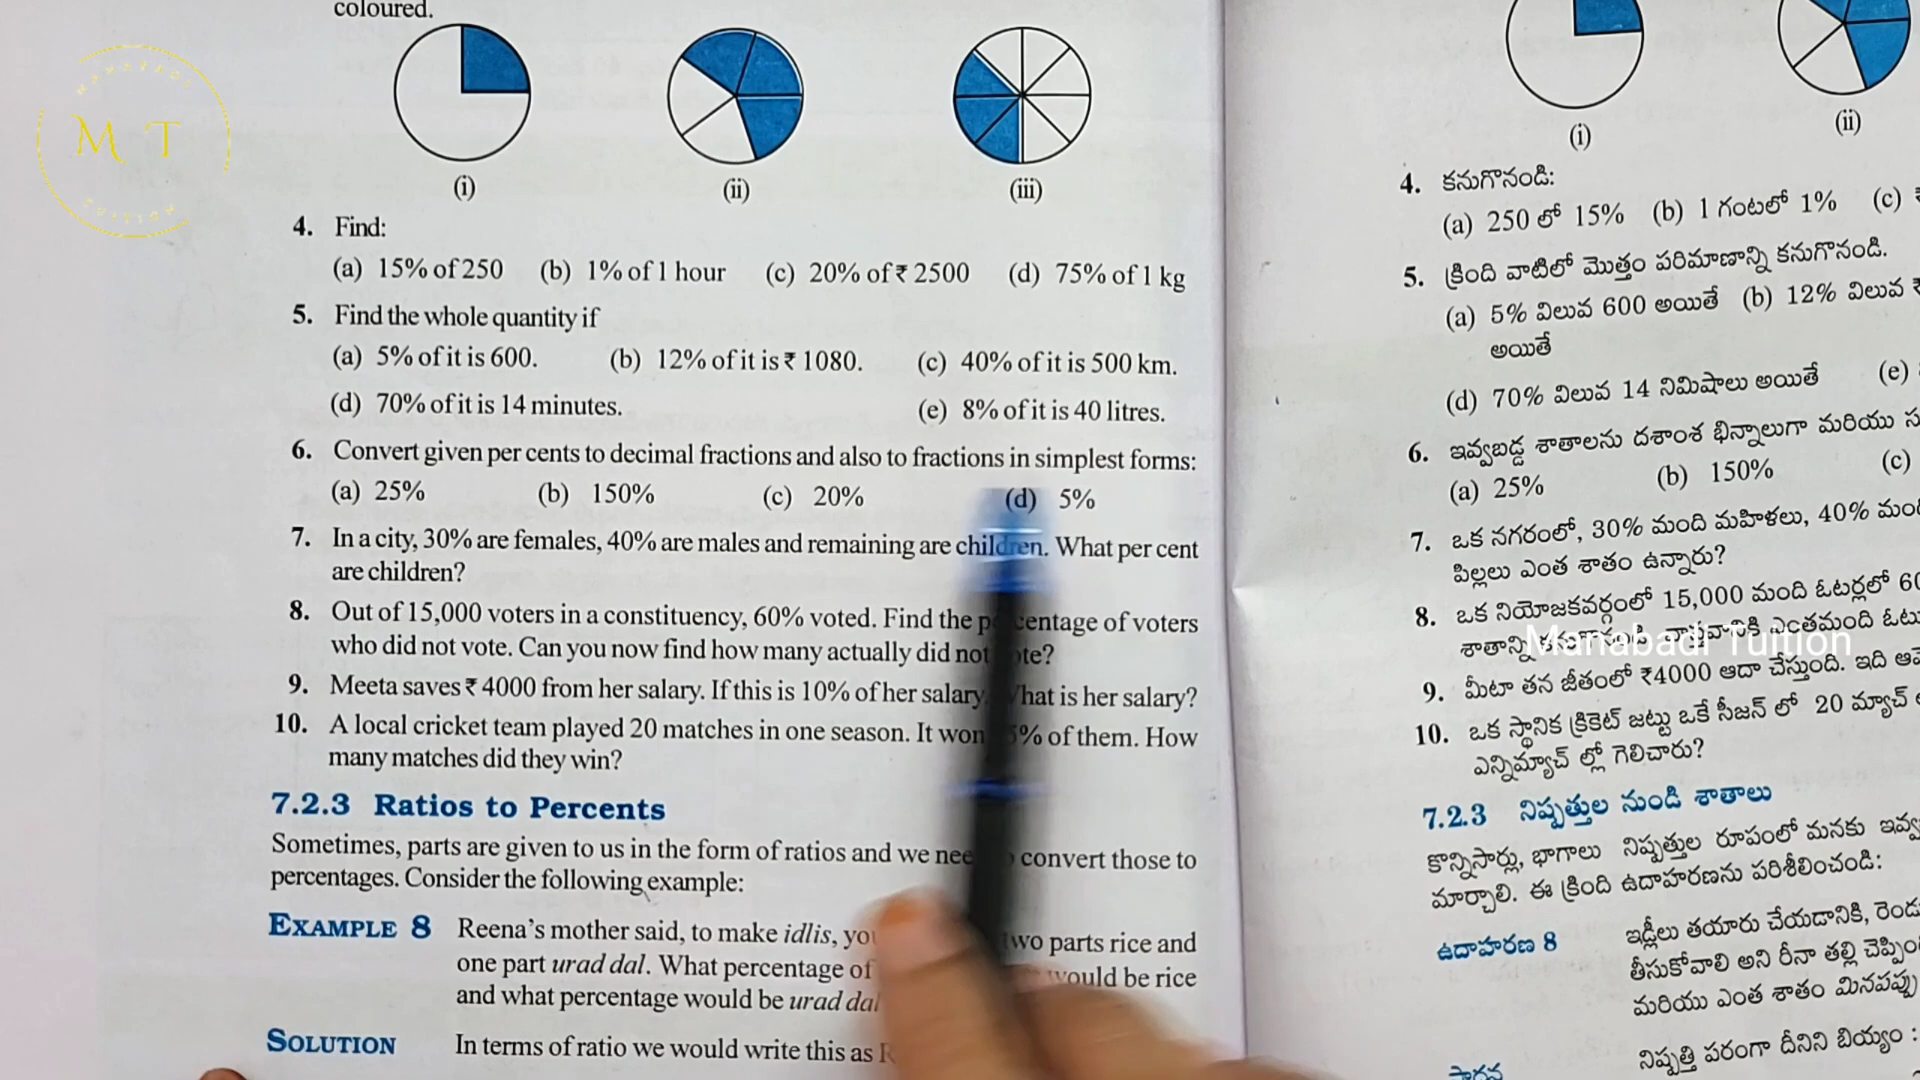 coloured.
(i) (ii) (iii)
4. Find:
(a) 15% of 250 (b) 1% of 1 hour (c) 20% of ₹ 2500 (d) 75% of 1 kg
5. Find the whole quantity if
(a) 5% of it is 600. (b) 12% of it is ₹ 1080. (c) 40% of it is 500 km.
(d) 70% of it is 14 minutes. (e) 8% of it is 40 litres.
6. Convert given per cents to decimal fractions and also to fractions in simplest forms:
(a) 25% (b) 150% (c) 20% (d) 5%
7. In a city, 30% are females, 40% are males and remaining are children. What per cent
are children?
8. Out of 15,000 voters in a constituency, 60% voted. Find the percentage of voters
who did not vote. Can you now find how many actually did not vote?
9. Meeta saves ₹ 4000 from her salary. If this is 10% of her salary. What is her salary?
10. A local cricket team played 20 matches in one season. It won 5% of them. How
many matches did they win?
7.2.3 Ratios to Percents
Sometimes, parts are given to us in the form of ratios and we need to convert those to
percentages. Consider the following example:
EXAMPLE 8 Reena's mother said, to make idlis, you two parts rice and
one part urad dal. What percentage of would be rice
and what percentage would be urad dal
SOLUTION In terms of ratio we would write this as
(i) (ii)
4. కనుగొనండి:
(a) 250 లో 15% (b) 1 గంటలో 1% (c)
5. క్రింది వాటిలో మొత్తం పరిమాణాన్ని కనుగొనండి.
(a) 5% విలువ 600 అయితే (b) 12% విలువ ₹
అయితే
(d) 70% విలువ 14 నిమిషాలు అయితే (e)
6. ఇవ్వబడ్డ శాతాలను దశాంశ భిన్నాలుగా మరియు
(a) 25% (b) 150% (c)
7. ఒక నగరంలో, 30% మంది మహిళలు, 40%
పిల్లలు ఎంత శాతం ఉన్నారు?
8. ఒక నియోజకవర్గంలో 15,000 మంది ఓటర్లలో
శాతాన్ని
9. మీటా తన జీతంలో ₹4000 ఆదా చేస్తుంది. ఇది
10. ఒక స్థానిక క్రికెట్ జట్టు ఒకే సీజన్ లో 20 మ్యాచ్
ఎన్నిమ్యాచ్ ల్లో గెలిచారు?
7.2.3 నిష్పత్తుల నుండి శాతాలు
కొన్నిసార్లు, భాగాలు నిష్పత్తుల రూపంలో మనకు
మార్చాలి. ఈ క్రింది ఉదాహరణను పరిశీలించండి:
ఉదాహరణ 8 ఇడ్లీలు తయారు చేయడానికి,
తీసుకోవాలి అని రీనా తల్లి
మరియు ఎంత శాతం మినపప్పు
సాధన నిష్పత్తి పరంగా దీనిని బియ్యం :
M T
Manabadi Tuition